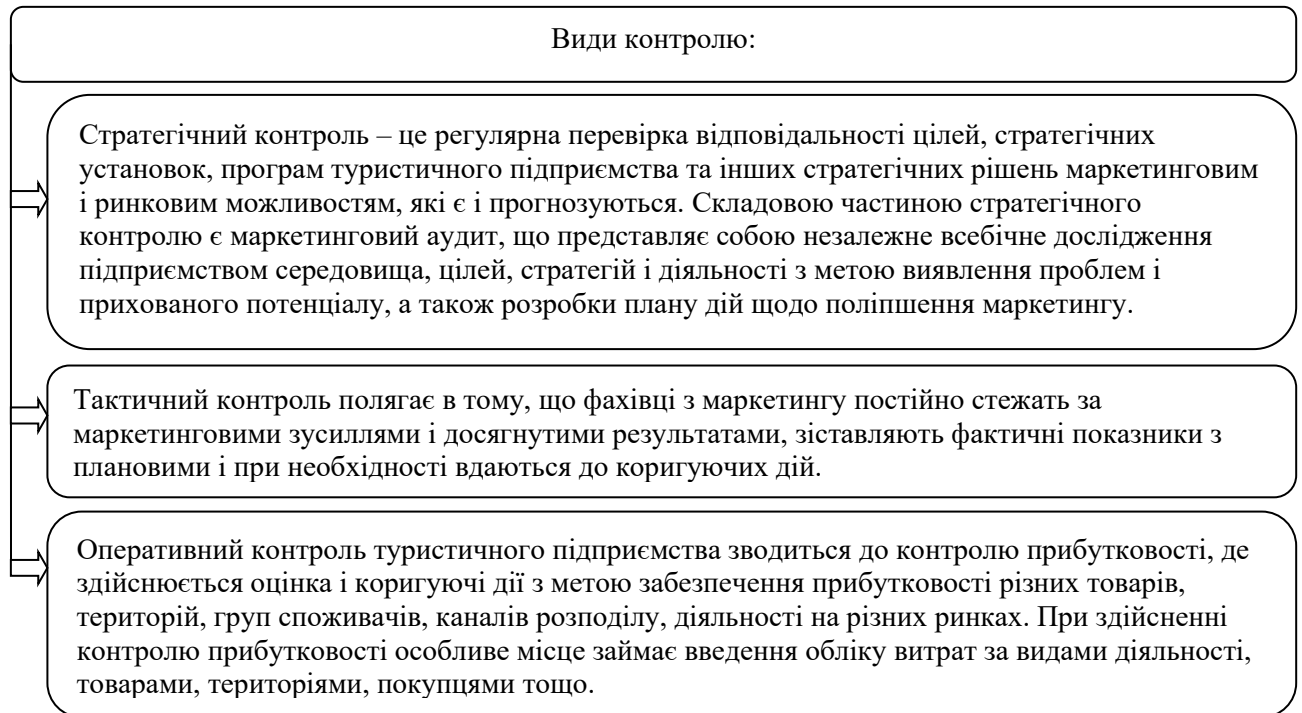 Види контролю:
Стратегічний контроль – це регулярна перевірка відповідальності цілей, стратегічних
установок, програм туристичного підприємства та інших стратегічних рішень маркетинговим
і ринковим можливостям, які є і прогнозуються. Складовою частиною стратегічного
контролю є маркетинговий аудит, що представляє собою незалежне всебічне дослідження
підприємством середовища, цілей, стратегій і діяльності з метою виявлення проблем і
прихованого потенціалу, а також розробки плану дій щодо поліпшення маркетингу.
Тактичний контроль полягає в тому, що фахівці з маркетингу постійно стежать за
маркетинговими зусиллями і досягнутими результатами, зіставляють фактичні показники з
плановими і при необхідності вдаються до коригуючих дій.
Оперативний контроль туристичного підприємства зводиться до контролю прибутковості, де
здійснюється оцінка і коригуючі дії з метою забезпечення прибутковості різних товарів,
територій, груп споживачів, каналів розподілу, діяльності на різних ринках. При здійсненні
контролю прибутковості особливе місце займає введення обліку витрат за видами діяльності,
товарами, територіями, покупцями тощо.